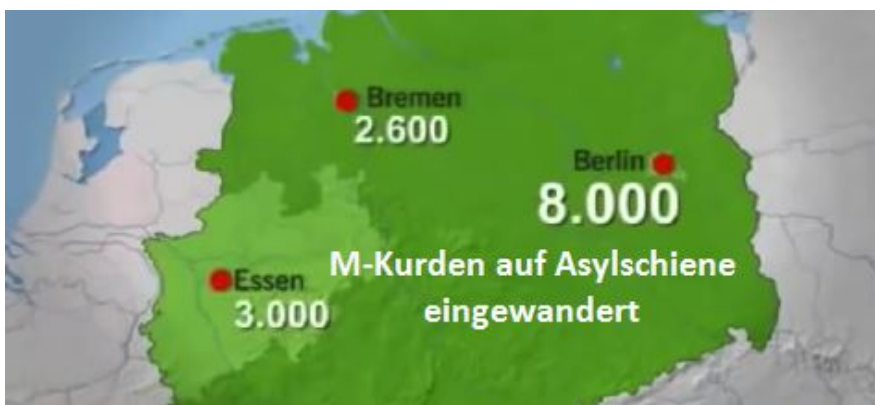 Bremen
2.600
Berlin
8.000
M-Kurden auf Asylschiene
eingewandert
Essen
3.000